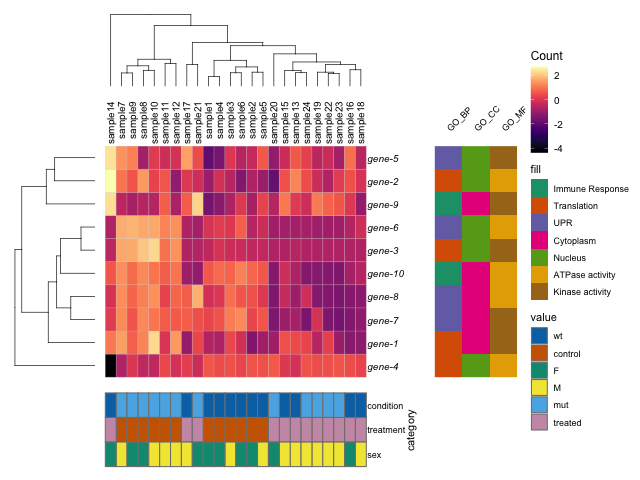 Count
2
0
-2
-4
sample14
sample7
sample9
sample8
sample10
sample11
sample12
sample17
sample21
sample1
sample4
sample3
sample6
sample2
sample5
sample20
sample15
sample13
sample24
sample19
sample22
sample23
sample16
sample18
GO_BP
GO_CC
GO_MF
gene-5
gene-2
gene-9
gene-6
gene-3
gene-10
gene-8
gene-7
gene-1
gene-4
fill
Immune Response
Translation
UPR
Cytoplasm
Nucleus
ATPase activity
Kinase activity
value
wt
control
F
M
mut
treated
condition
treatment
sex
category